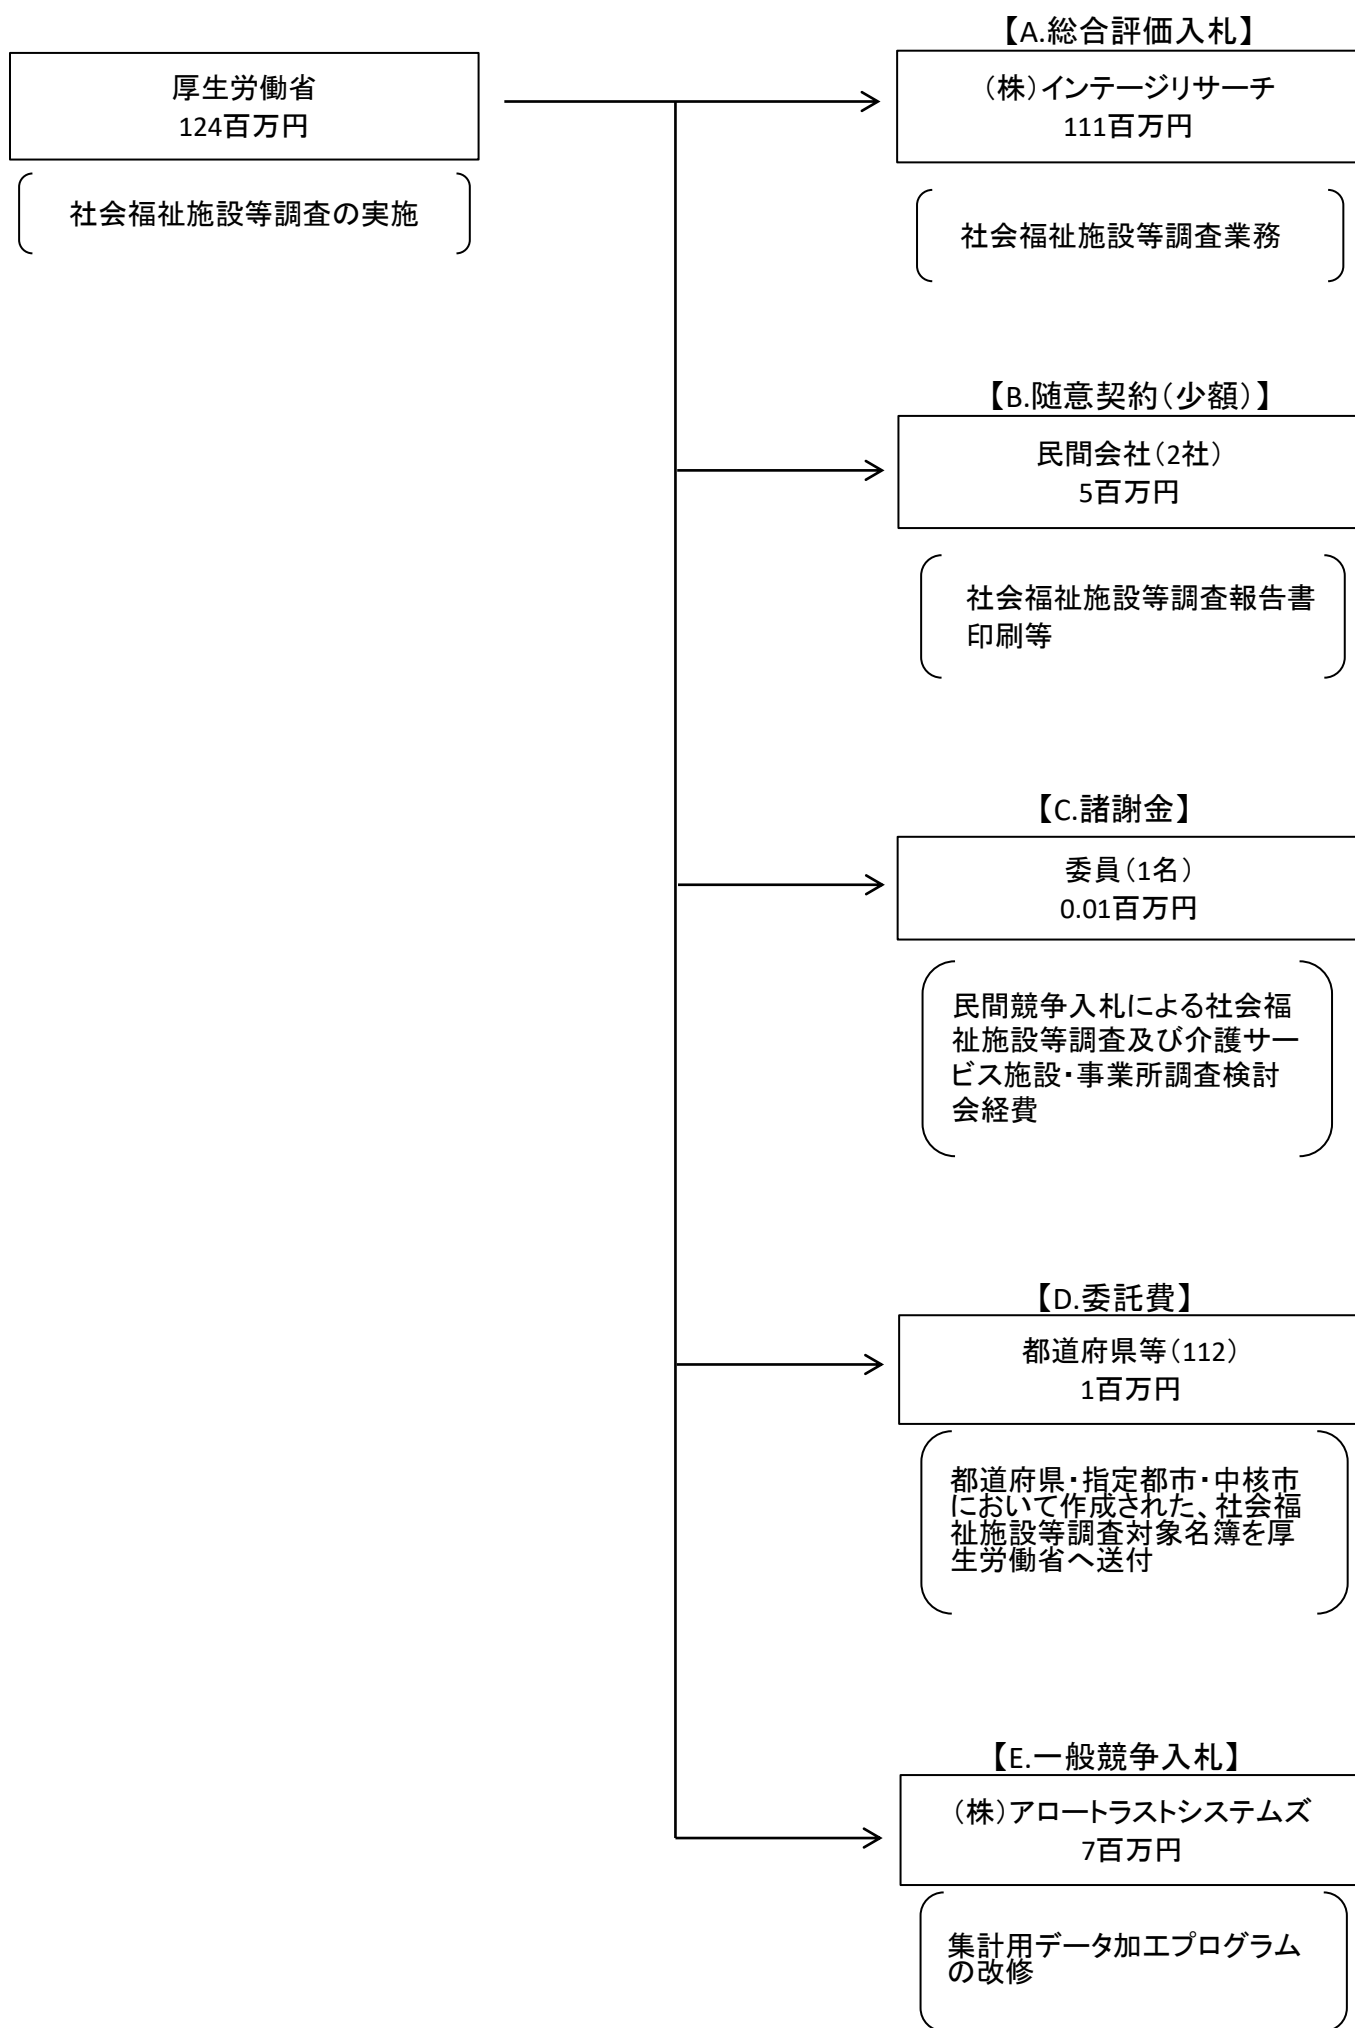 厚生労働省
124百万円
社会福祉施設等調査の実施
【A.総合評価入札】
（株）インテージリサーチ
111百万円
社会福祉施設等調査業務
【B.随意契約（少額）】
民間会社（2社）
5百万円
社会福祉施設等調査報告書
印刷等
【C.諸謝金】
委員（1名）
0.01百万円
民間競争入札による社会福
祉施設等調査及び介護サー
ビス施設・事業所調査検討
会経費
【D.委託費】
都道府県等（112）
1百万円
都道府県・指定都市・中核市
において作成された、社会福
祉施設等調査対象名簿を厚
生労働省へ送付
【E.一般競争入札】
（株）アロートラストシステムズ
7百万円
集計用データ加工プログラム
の改修